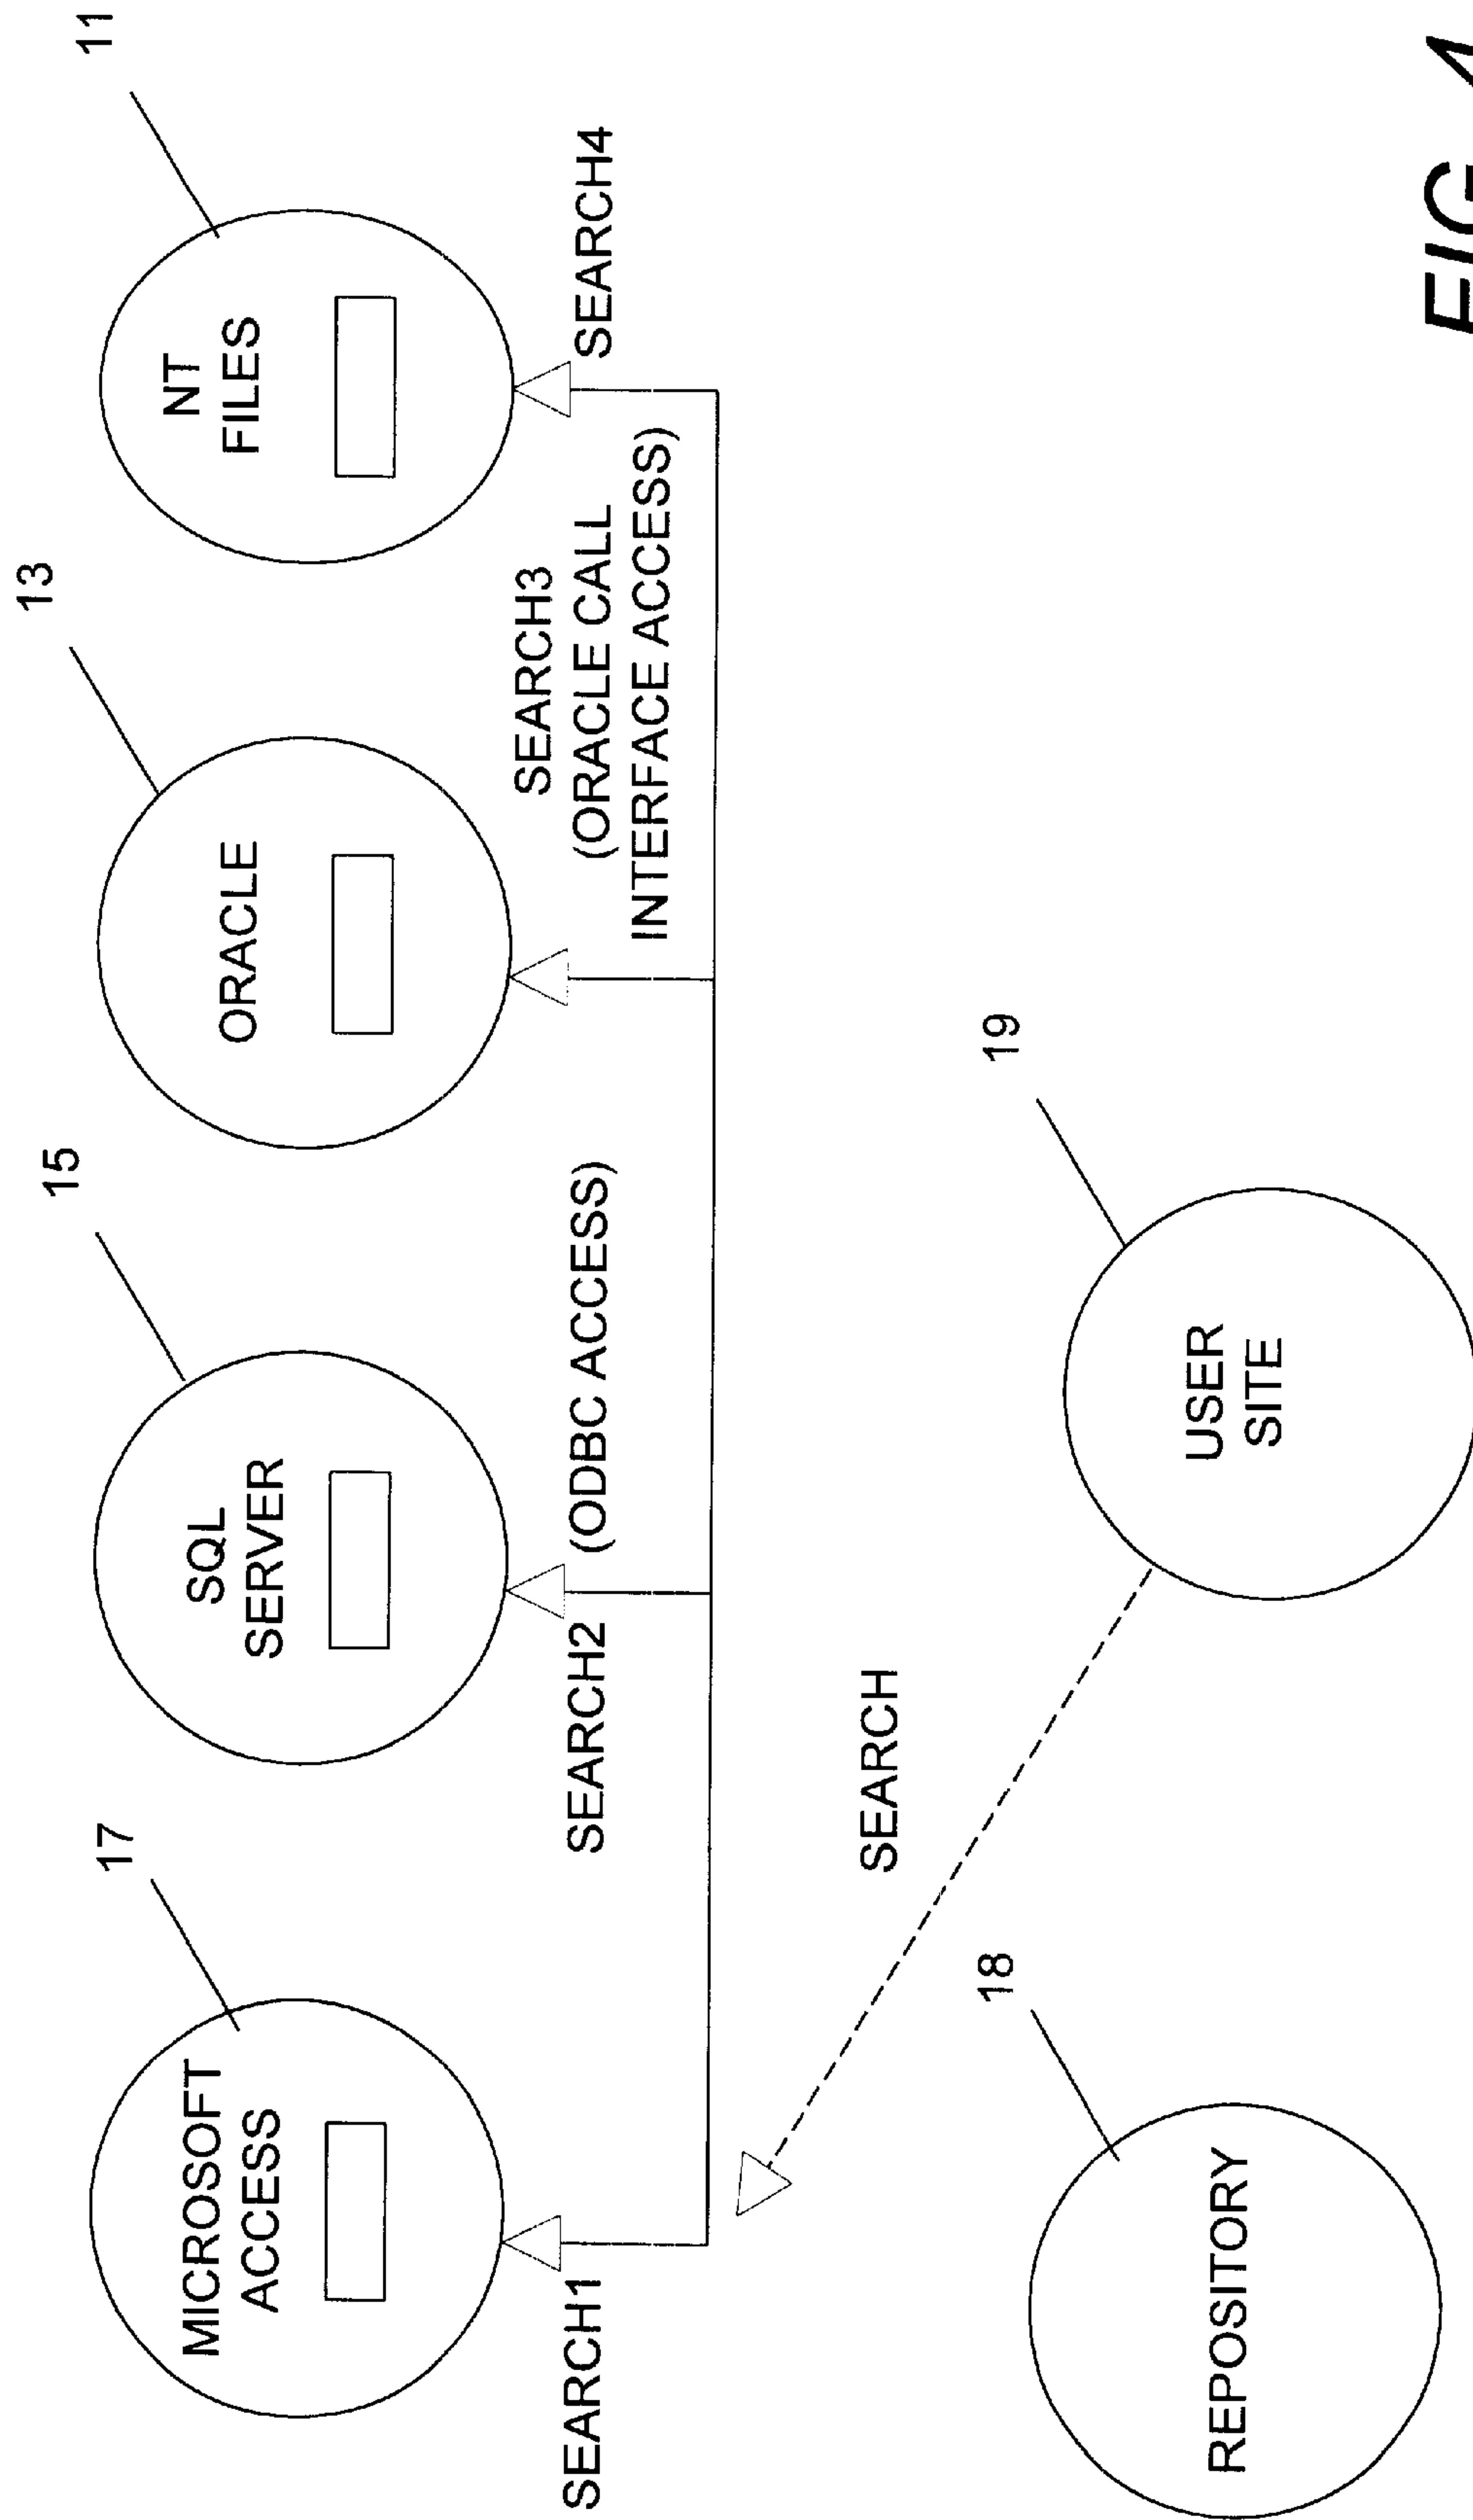 17
15
13
11
MICROSOFT
ACCESS
SQL
SERVER
ORACLE
NT
FILES
SEARCH1
SEARCH2
(ODBC ACCESS)
SEARCH3
(ORACLE CALL
INTERFACE ACCESS)
SEARCH4
SEARCH
18
19
REPOSITORY
USER
SITE
FIG. 4